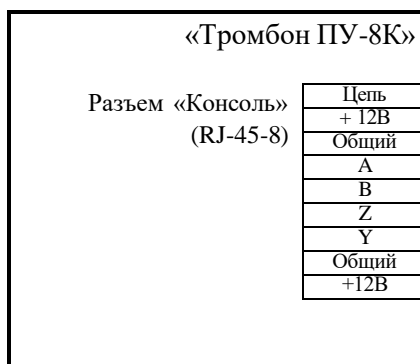 «Тромбон ПУ-8К»
Разъем «Консоль»
(RJ-45-8)
Цепь
+ 12В
Общий
A
B
Z
Y
Общий
+12В